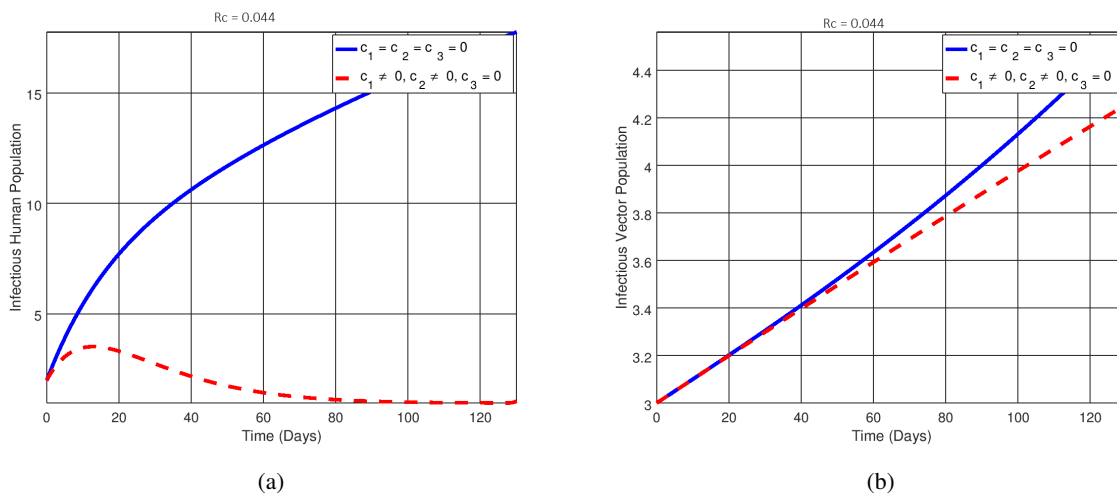 Rc = 0.044
c1 = c2 = c3 = 0
c1 ≠ 0, c2 ≠ 0, c3 = 0
15
10
5
Infectious Human Population
0 20 40 60 80 100 120
Time (Days)
(a)
Rc = 0.044
c1 = c2 = c3 = 0
c1 ≠ 0, c2 ≠ 0, c3 = 0
4.4
4.2
4
3.8
3.6
3.4
3.2
3
Infectious Vector Population
0 20 40 60 80 100 120
Time (Days)
(b)